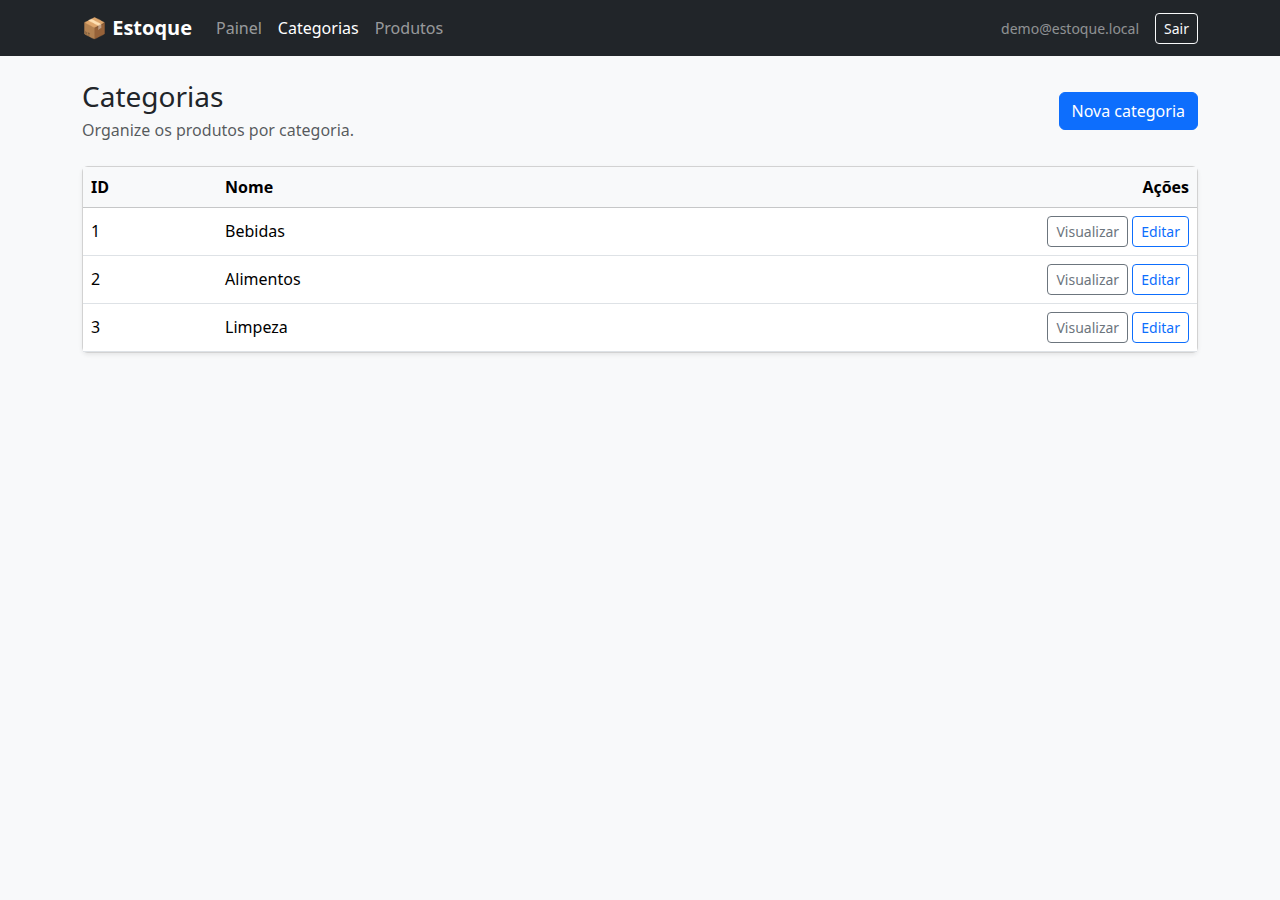 Estoque Painel Categorias Produtos demo@estoque.local Sair
Categorias
Nova categoria
Organize os produtos por categoria.
ID Nome Ações
1 Bebidas Visualizar Editar
2 Alimentos Visualizar Editar
3 Limpeza Visualizar Editar